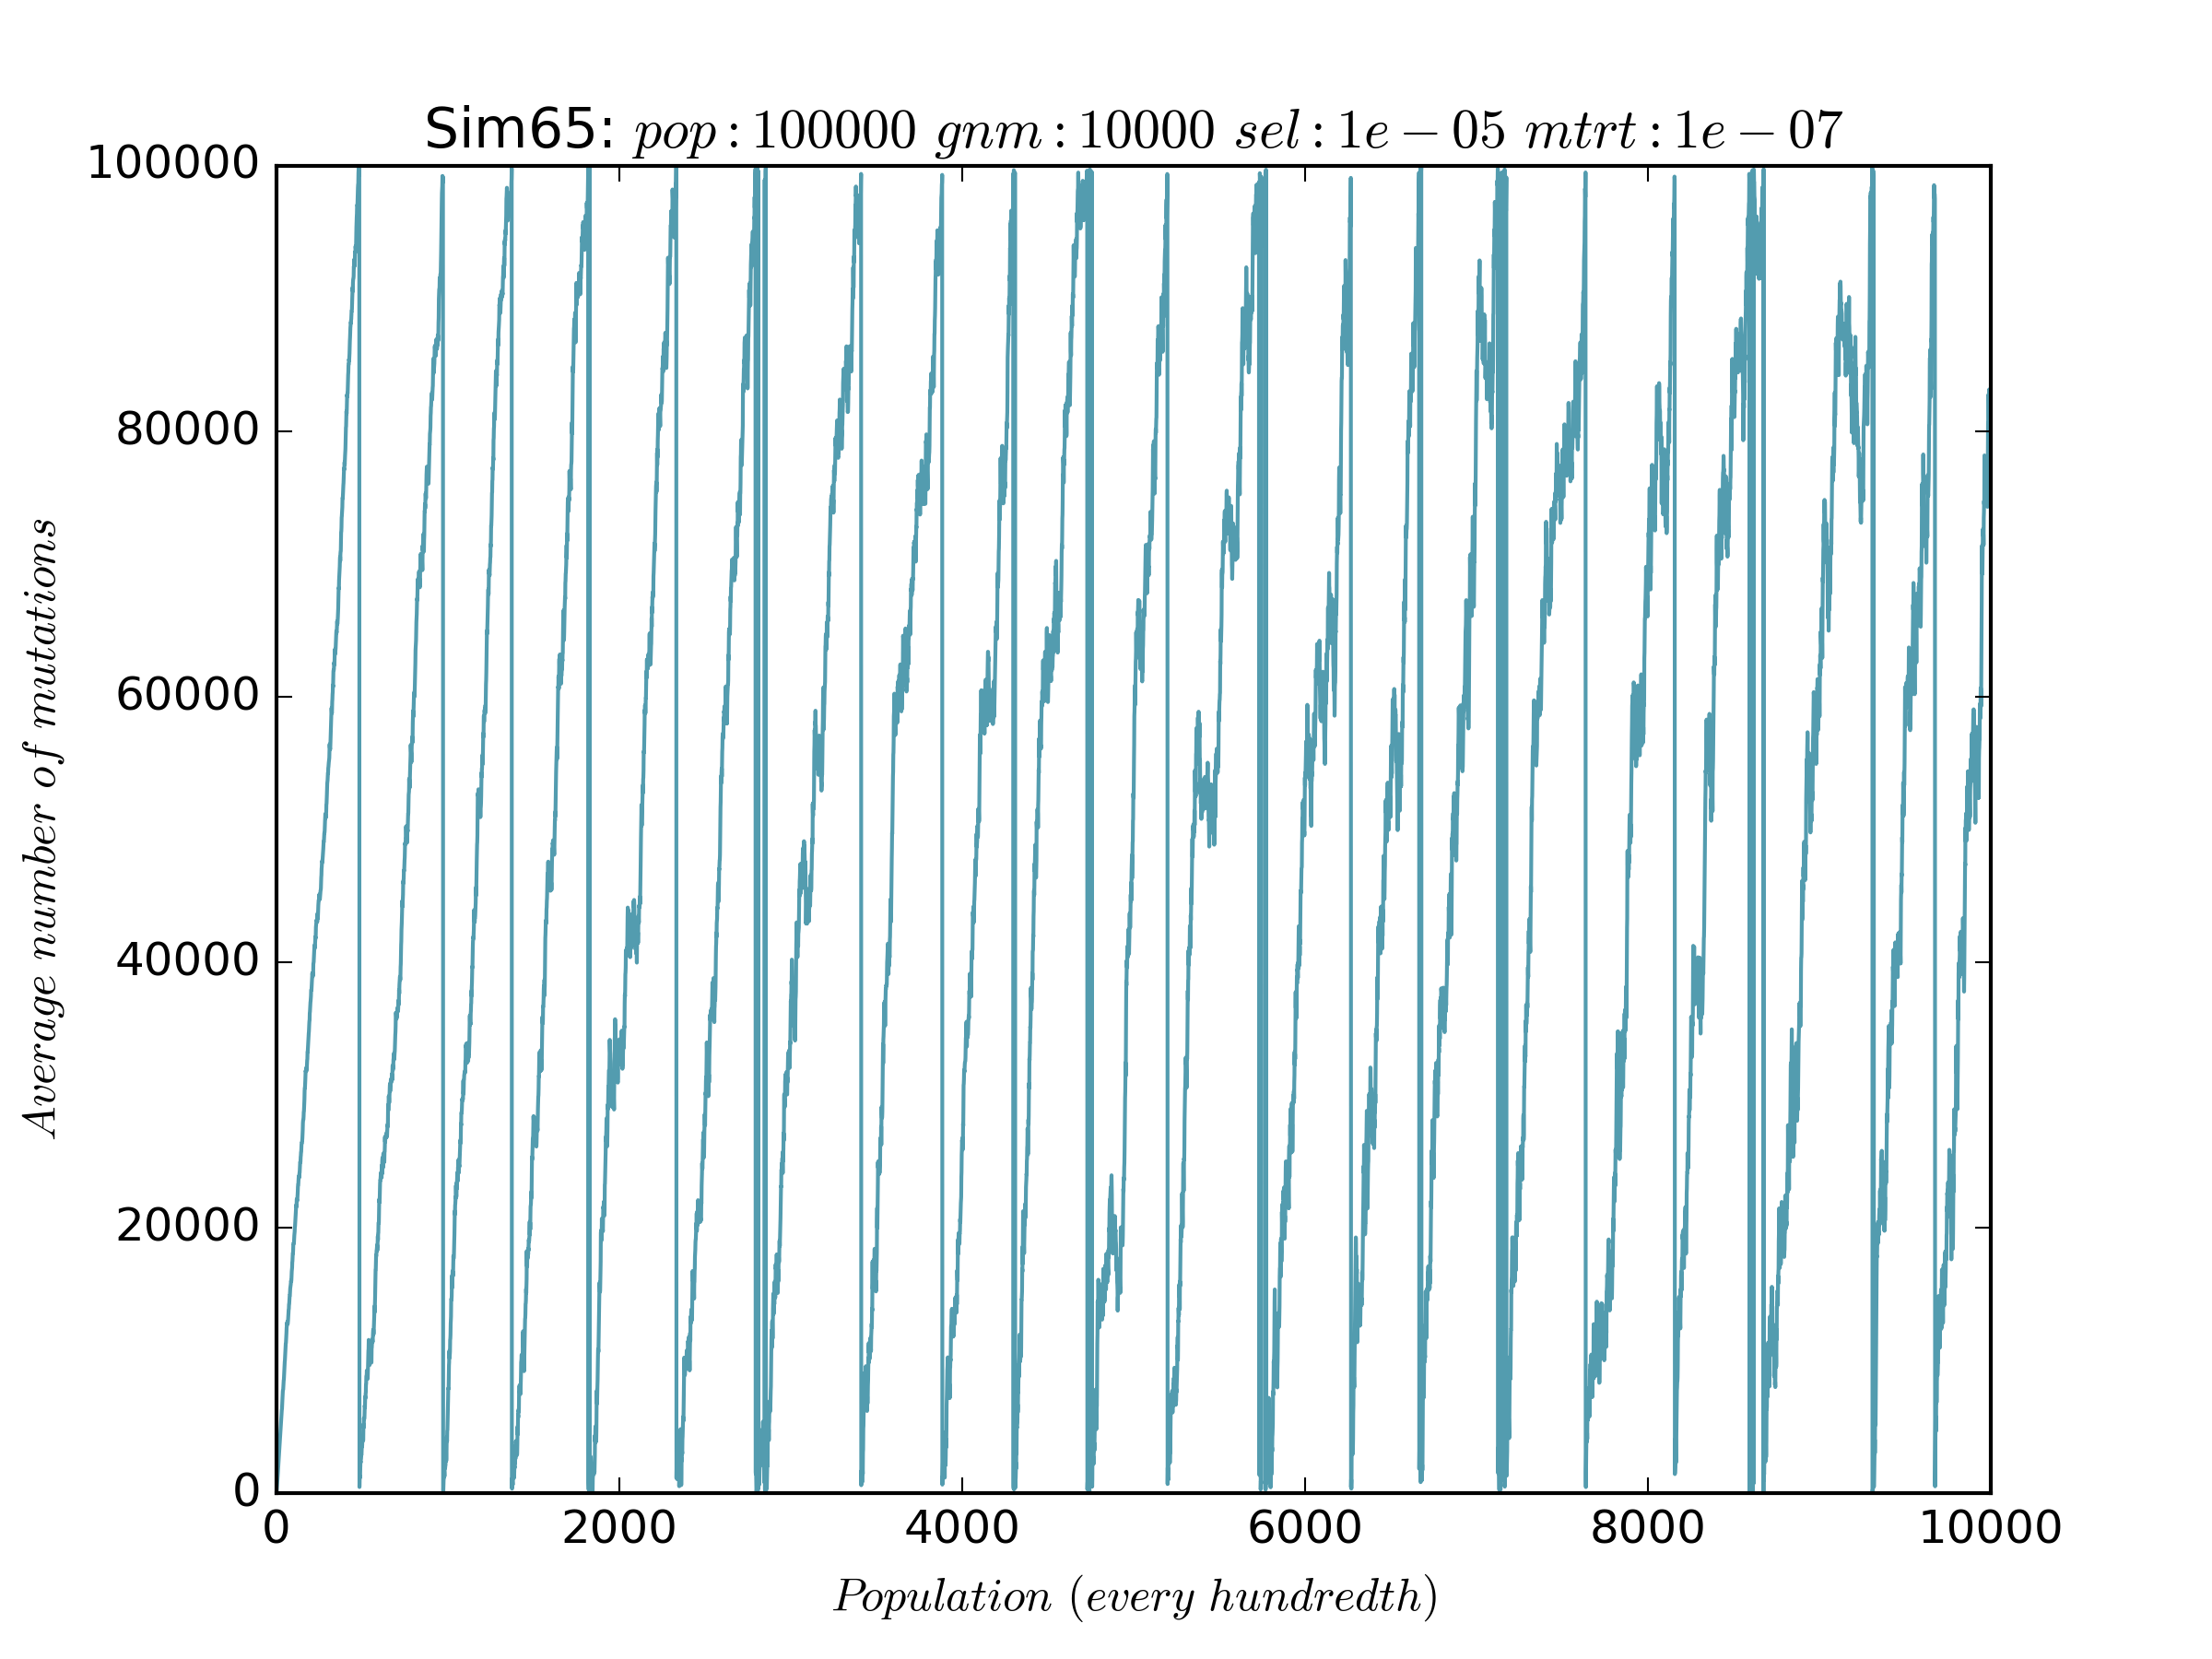 Sim65: pop : 100000 gnm : 10000 sel : 1e − 05 mtrt : 1e − 07
100000
80000
60000
40000
20000
0
Average number of mutations
0 2000 4000 6000 8000 10000
Population (every hundredth)